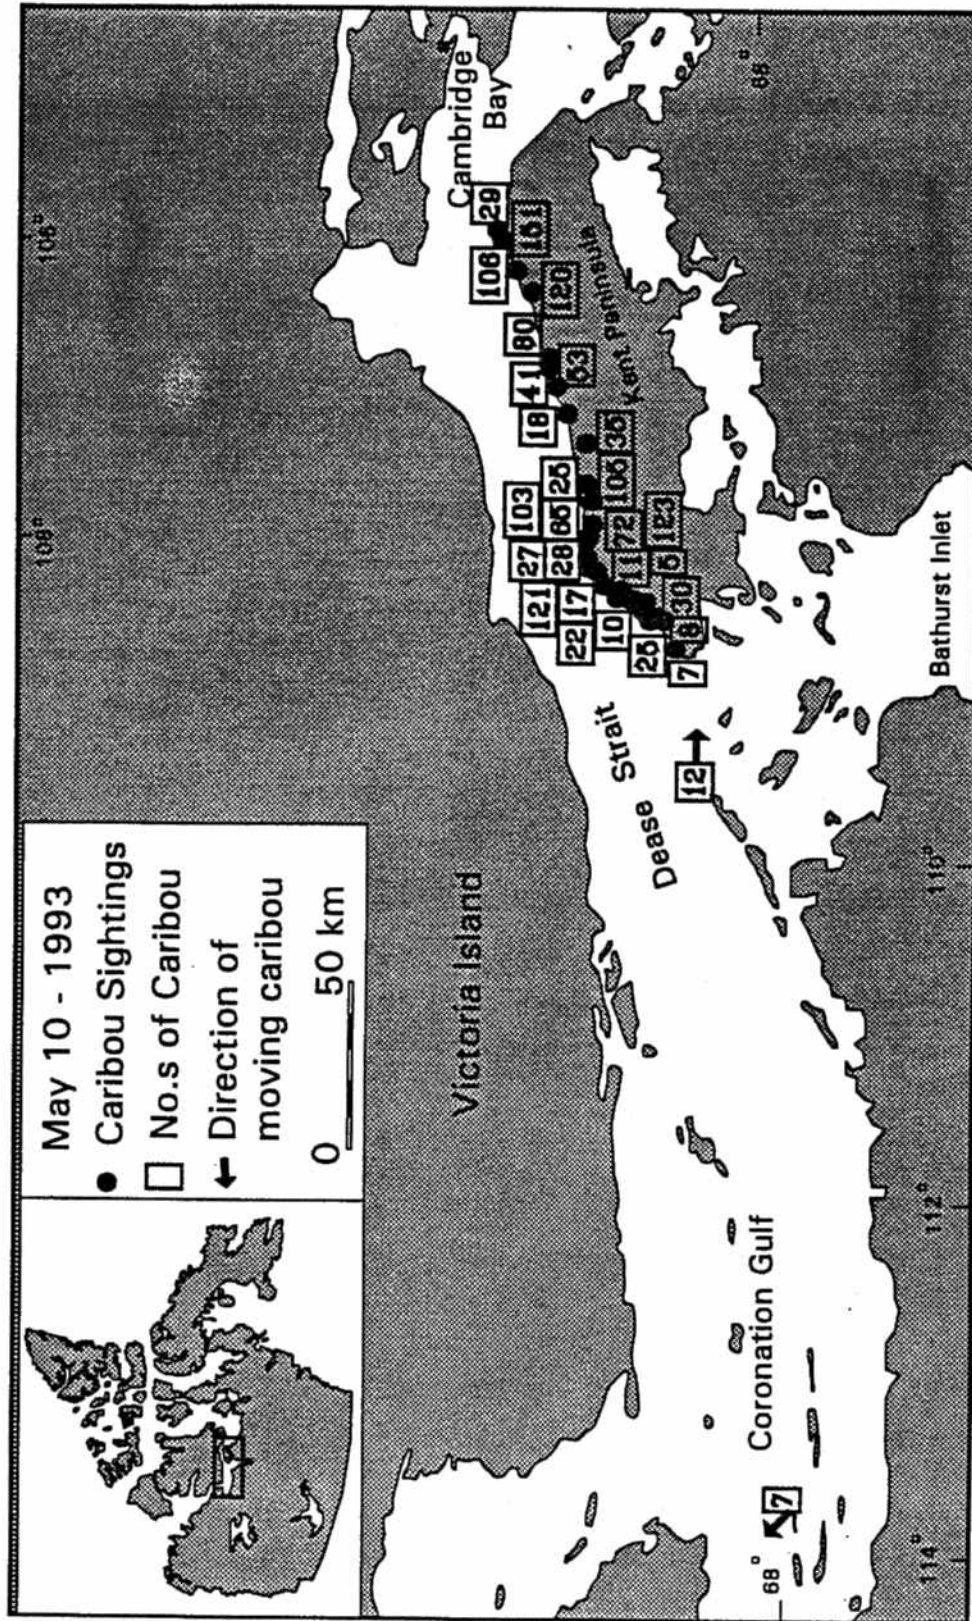 May 10 - 1993
Caribou Sightings
No.s of Caribou
Direction of
moving caribou
0 50 km
106°
108°
Cambridge
Bay
29
106
151
120
80
41
53
18
Kent Peninsula
35
25
105
103
65
72
123
27
28
11
5
121
17
30
22
10
8
25
7
Victoria Island
Dease Strait
12
Bathurst Inlet
Coronation Gulf
7
68°
68°
110°
112°
114°